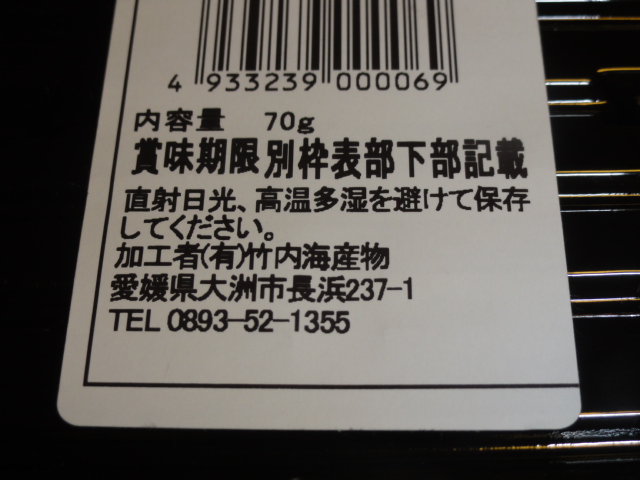 4 933239 000069
内容量 70g
賞味期限別枠表部下部記載
直射日光、高温多湿を避けて保存
してください。
加工者(有)竹内海産物
愛媛県大洲市長浜237-1
TEL 0893-52-1355